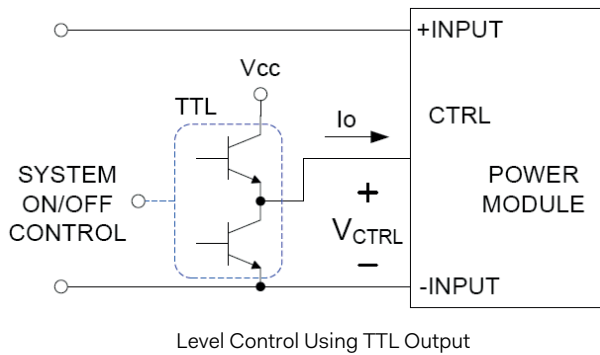 +INPUT
Vcc
TTL
Io
CTRL
SYSTEM
ON/OFF
CONTROL
+
VCTRL
−
POWER
MODULE
-INPUT
Level Control Using TTL Output